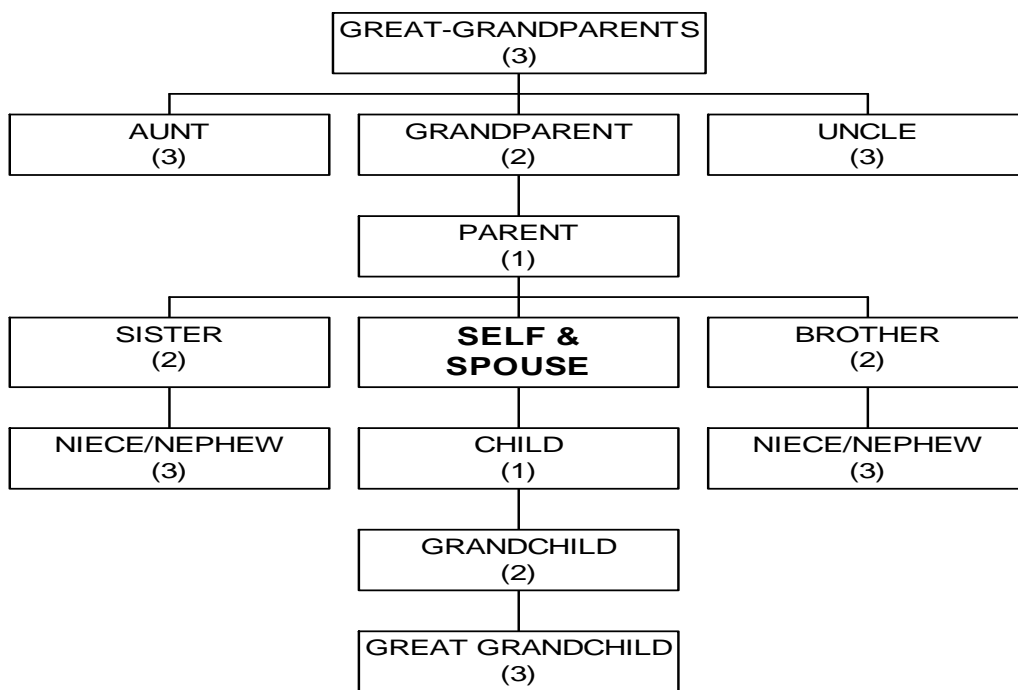 GREAT-GRANDPARENTS
(3)
AUNT
(3)
GRANDPARENT
(2)
UNCLE
(3)
PARENT
(1)
SISTER
(2)
SELF &
SPOUSE
BROTHER
(2)
NIECE/NEPHEW
(3)
CHILD
(1)
NIECE/NEPHEW
(3)
GRANDCHILD
(2)
GREAT GRANDCHILD
(3)